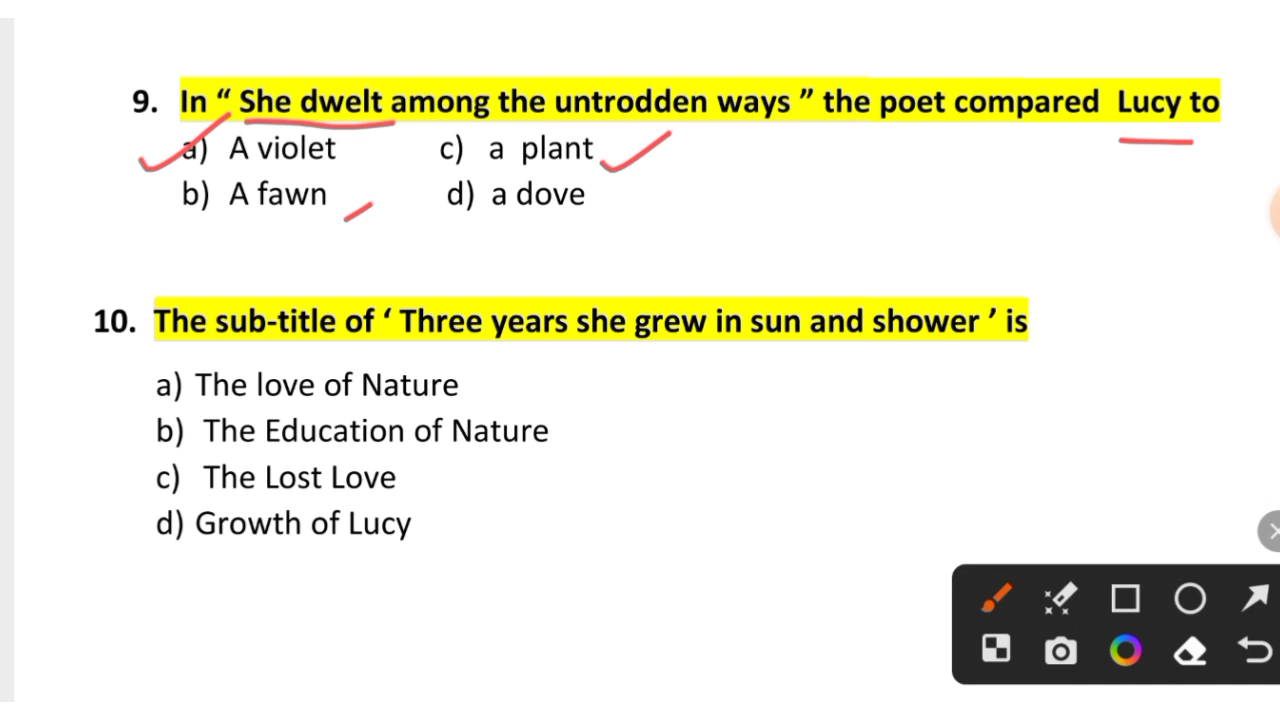 9. In “ She dwelt among the untrodden ways ” the poet compared Lucy to
a) A violet c) a plant
b) A fawn d) a dove
10. The sub-title of ‘ Three years she grew in sun and shower ’ is
a) The love of Nature
b) The Education of Nature
c) The Lost Love
d) Growth of Lucy